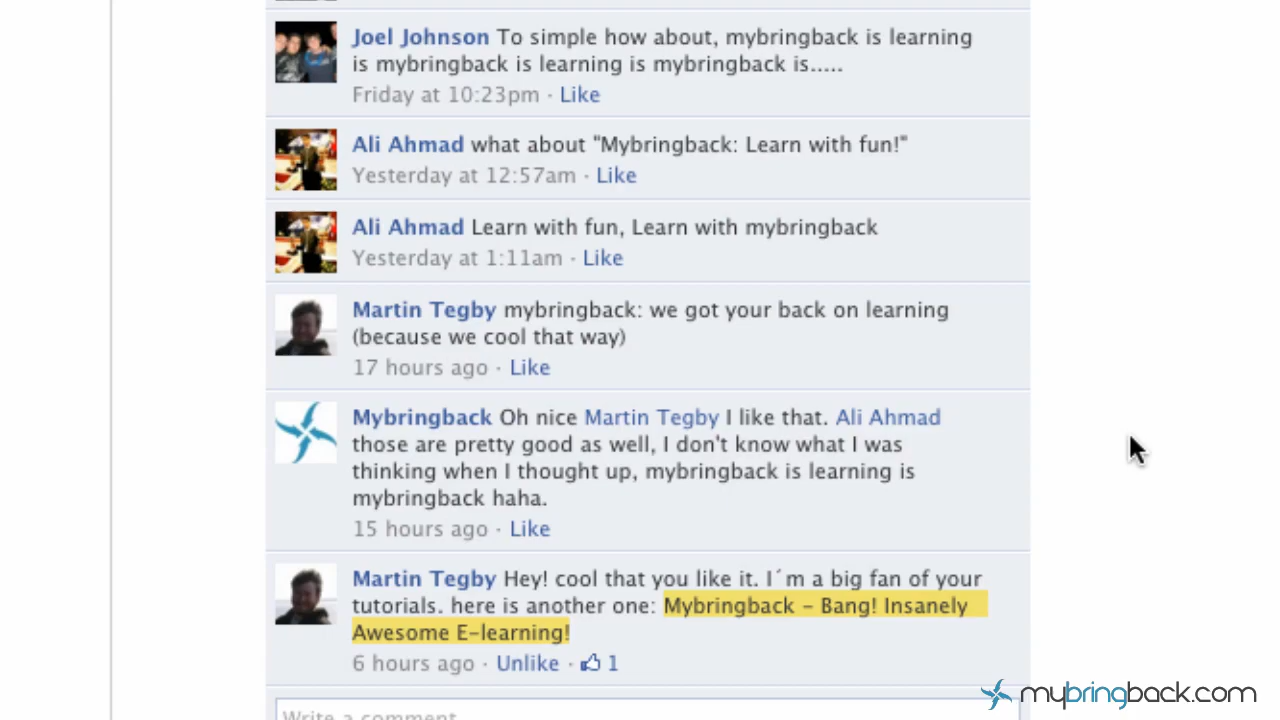 Joel Johnson To simple how about, mybringback is learning
is mybringback is learning is mybringback is.....
Friday at 10:23pm · Like
Ali Ahmad what about "Mybringback: Learn with fun!"
Yesterday at 12:57am · Like
Ali Ahmad Learn with fun, Learn with mybringback
Yesterday at 1:11am · Like
Martin Tegby mybringback: we got your back on learning
(because we cool that way)
17 hours ago · Like
Mybringback Oh nice Martin Tegby I like that. Ali Ahmad
those are pretty good as well, I don't know what I was
thinking when I thought up, mybringback is learning is
mybringback haha.
15 hours ago · Like
Martin Tegby Hey! cool that you like it. I´m a big fan of your
tutorials. here is another one: Mybringback - Bang! Insanely
Awesome E-learning!
6 hours ago · Unlike · 1
Write a comment...
mybringback.com